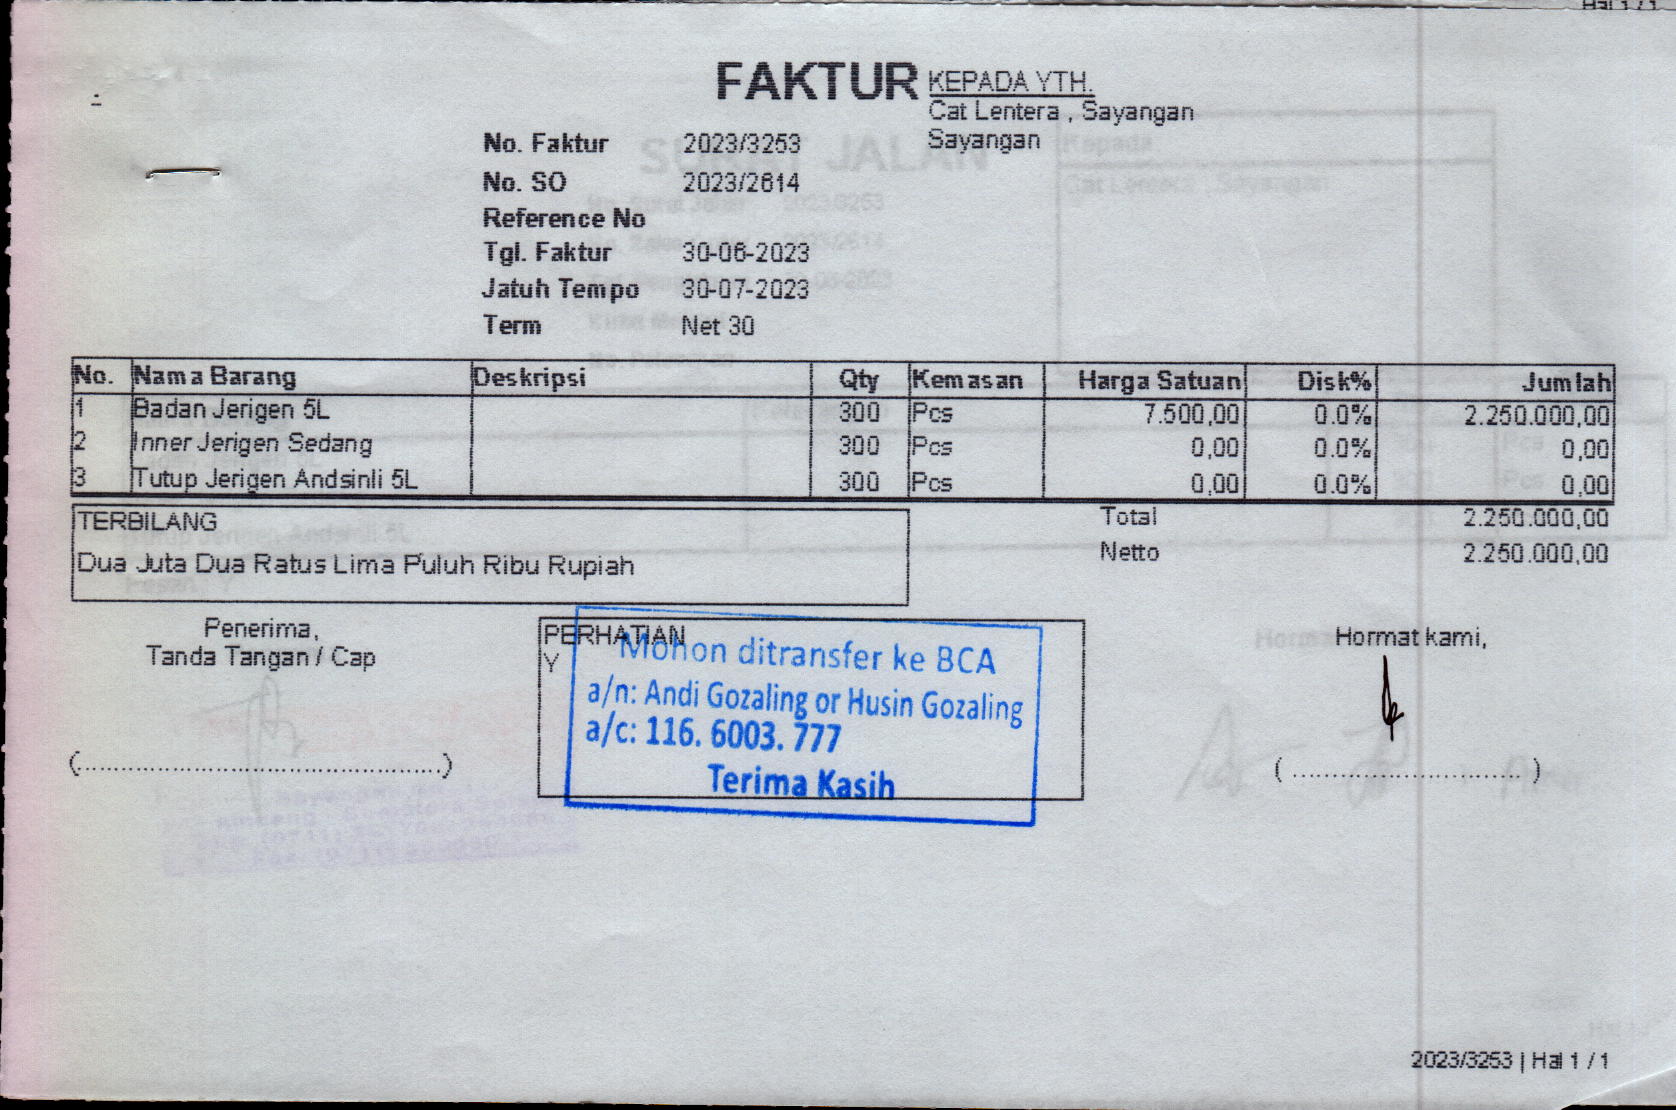 Hal 1 / 1
FAKTUR
KEPADA YTH.
Cat Lentera , Sayangan
Sayangan
No. Faktur 2023/3253
No. SO 2023/2614
Reference No
Tgl. Faktur 30-06-2023
Jatuh Tempo 30-07-2023
Term Net 30
No. Nama Barang Deskripsi Qty Kemasan Harga Satuan Disk% Jumlah
1 Badan Jerigen 5L 300 Pcs 7.500,00 0.0% 2.250.000,00
2 Inner Jerigen Sedang 300 Pcs 0,00 0.0% 0,00
3 Tutup Jerigen Andsinli 5L 300 Pcs 0,00 0.0% 0,00
TERBILANG
Dua Juta Dua Ratus Lima Puluh Ribu Rupiah
Total 2.250.000,00
Netto 2.250.000,00
Penerima,
Tanda Tangan / Cap
(..........................................)
PERHATIAN
Y
Mohon ditransfer ke BCA
a/n: Andi Gozaling or Husin Gozaling
a/c: 116. 6003. 777
Terima Kasih
Hormat kami,
(...........................)
2023/3253 | Hal 1 / 1